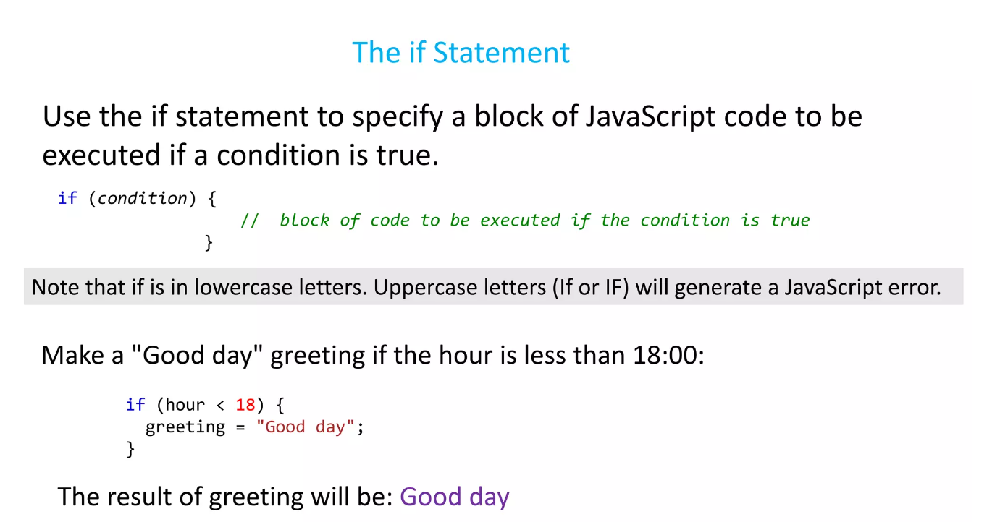 The if Statement
Use the if statement to specify a block of JavaScript code to be
executed if a condition is true.
if (condition) {
// block of code to be executed if the condition is true
}
Note that if is in lowercase letters. Uppercase letters (If or IF) will generate a JavaScript error.
Make a "Good day" greeting if the hour is less than 18:00:
if (hour < 18) {
greeting = "Good day";
}
The result of greeting will be: Good day